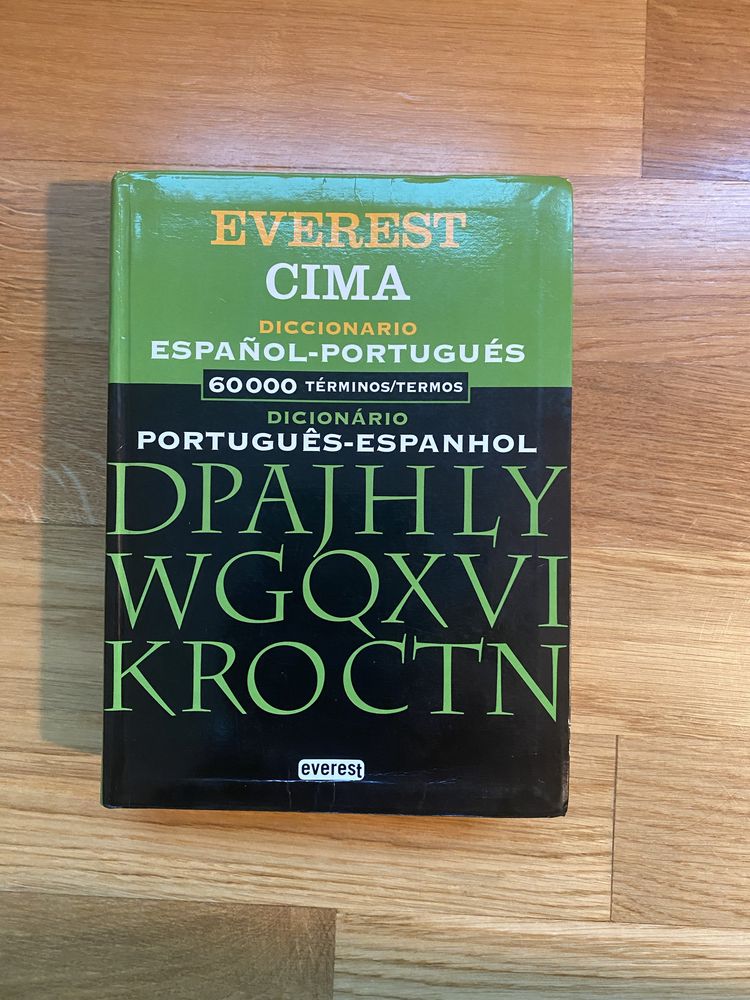 EVEREST
CIMA
DICCIONARIO
ESPAÑOL-PORTUGUÉS
60000 TÉRMINOS/TERMOS
DICIONÁRIO
PORTUGUÊS-ESPANHOL
DPAJHLY
WGQXVI
KROCTN
everest